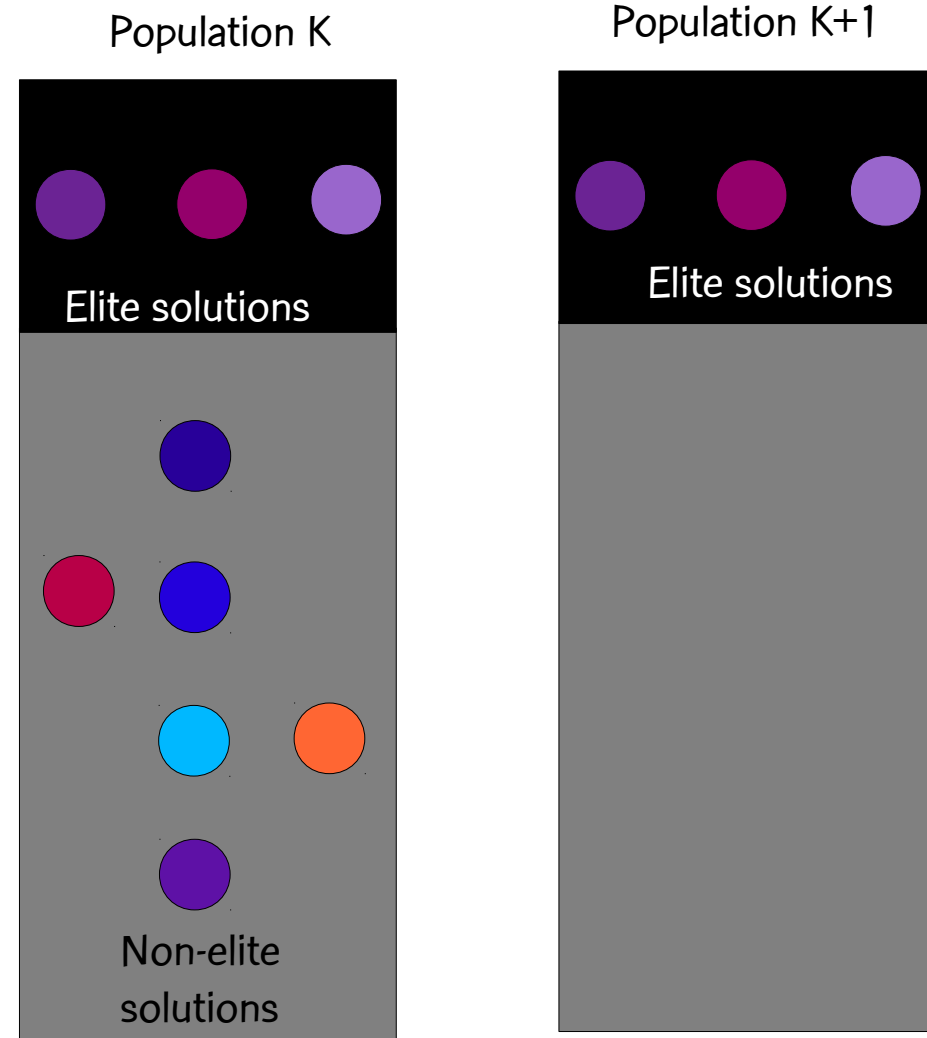 Population K
Population K+1
Elite solutions
Elite solutions
Non-elite
solutions